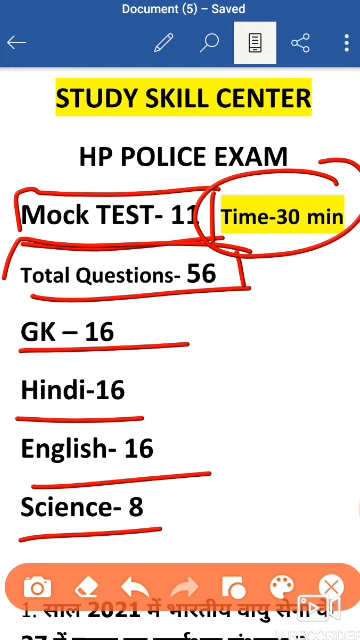 Document (5) – Saved
STUDY SKILL CENTER
HP POLICE EXAM
Mock TEST- 11
Time-30 min
Total Questions- 56
GK – 16
Hindi-16
English- 16
Science- 8
1. साल 2021 में भारतीय वायु सेना के